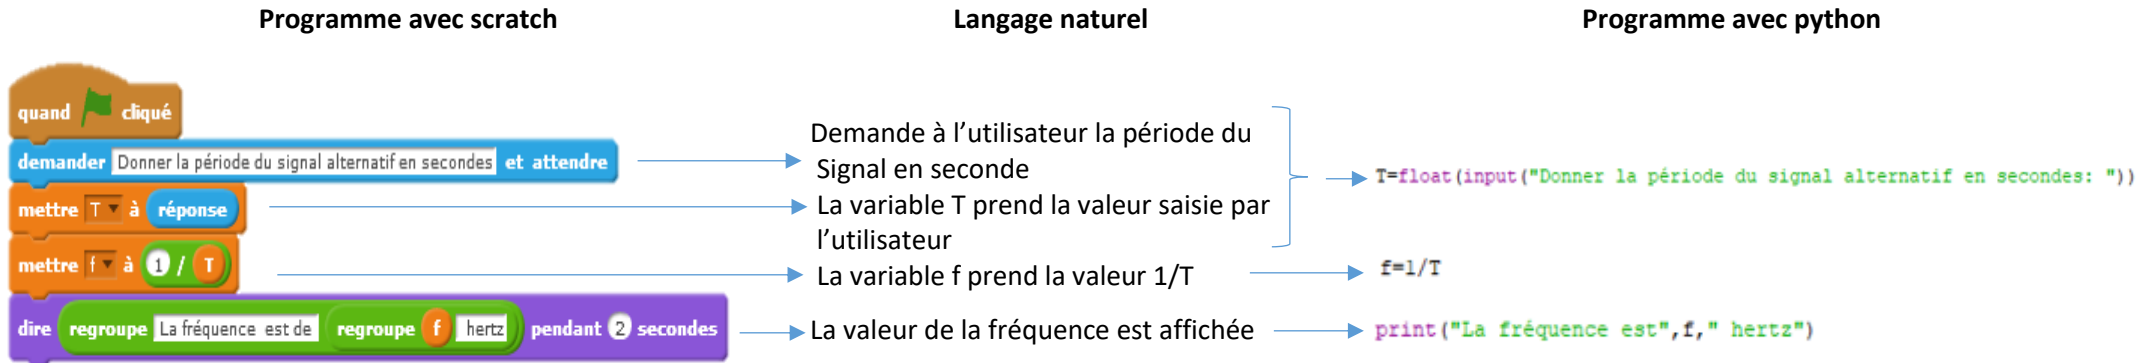 Programme avec scratch
Langage naturel
Programme avec python
quand cliqué
demander Donner la période du signal alternatif en secondes et attendre
mettre T à réponse
mettre f à 1 / T
dire regroupe La fréquence est de regroupe f hertz pendant 2 secondes
Demande à l’utilisateur la période du
Signal en seconde
La variable T prend la valeur saisie par
l’utilisateur
La variable f prend la valeur 1/T
La valeur de la fréquence est affichée
T=float(input("Donner la période du signal alternatif en secondes: "))
f=1/T
print("La fréquence est",f," hertz")